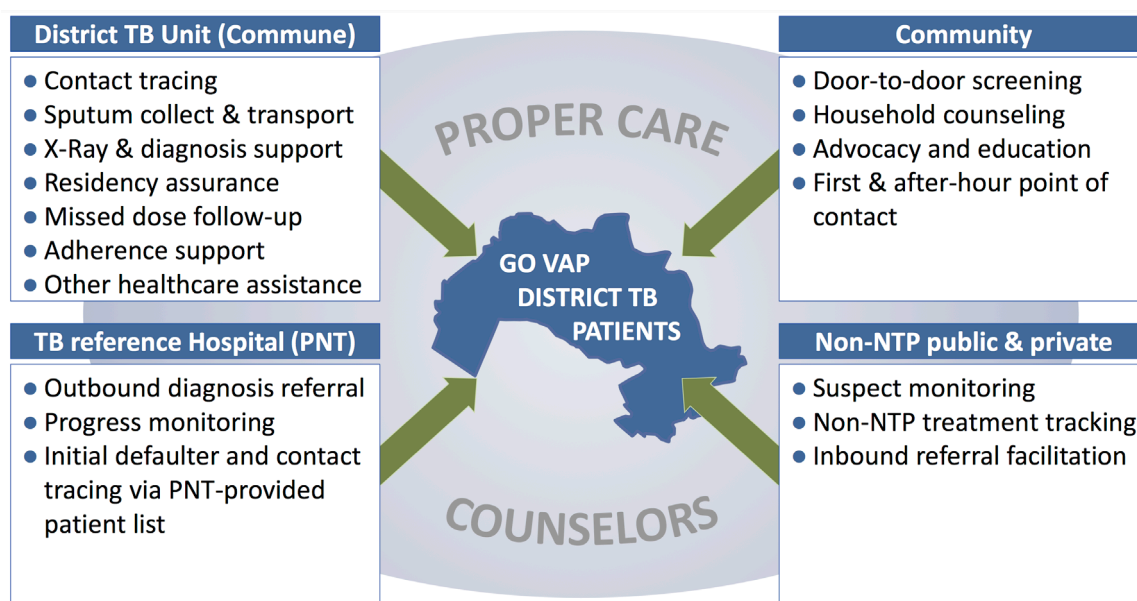 District TB Unit (Commune)
● Contact tracing
● Sputum collect & transport
● X-Ray & diagnosis support
● Residency assurance
● Missed dose follow-up
● Adherence support
● Other healthcare assistance
Community
● Door-to-door screening
● Household counseling
● Advocacy and education
● First & after-hour point of
contact
PROPER CARE
GO VAP
DISTRICT TB
PATIENTS
TB reference Hospital (PNT)
● Outbound diagnosis referral
● Progress monitoring
● Initial defaulter and contact
tracing via PNT-provided
patient list
Non-NTP public & private
● Suspect monitoring
● Non-NTP treatment tracking
● Inbound referral facilitation
COUNSELORS